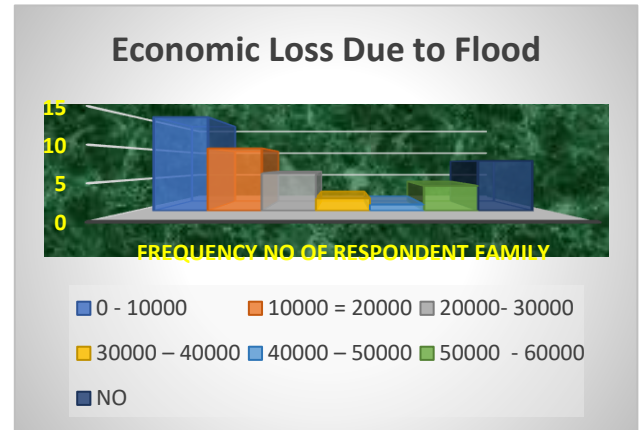 Economic Loss Due to Flood
15
10
5
0
FREQUENCY NO OF RESPONDENT FAMILY
0 - 10000 10000 = 20000 20000- 30000
30000 – 40000 40000 – 50000 50000 - 60000
NO